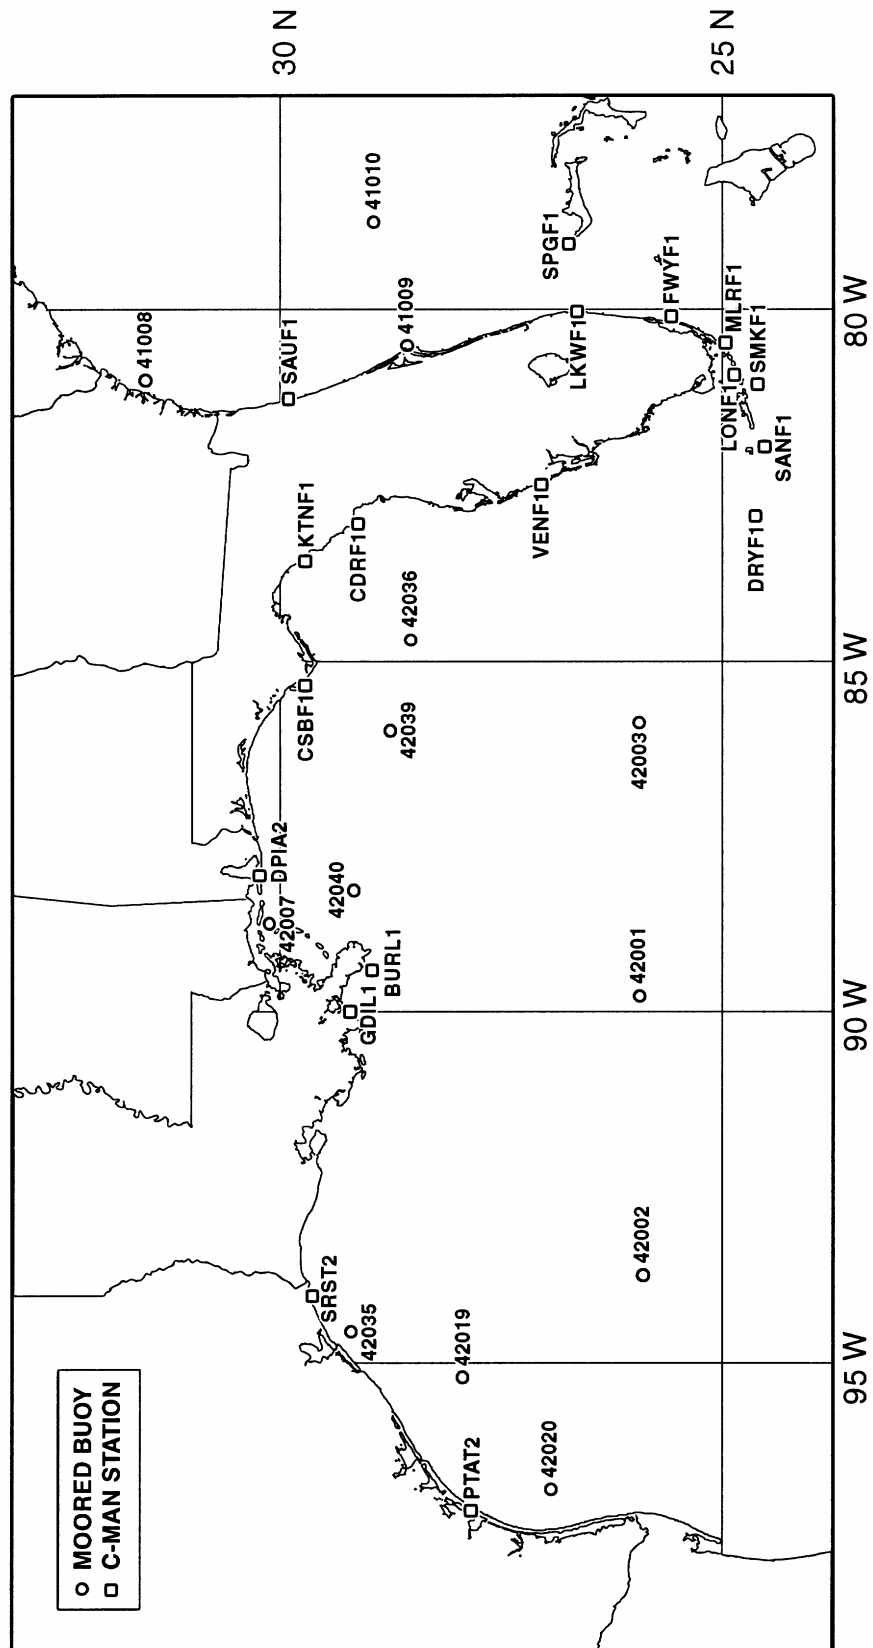 MOORED BUOY
C-MAN STATION
30 N
25 N
95 W
90 W
85 W
80 W
41008
SAUF1
41009
41010
SPGF1
LKWF1
FWYF1
MLRF1
LONF1
SMKF1
SANF1
DRYF1
VENF1
CDRF1
KTNF1
42036
CSBF1
42039
42003
DPIA2
42040
42007
BURL1
GDIL1
42001
42002
SRST2
42035
42019
42020
PTAT2